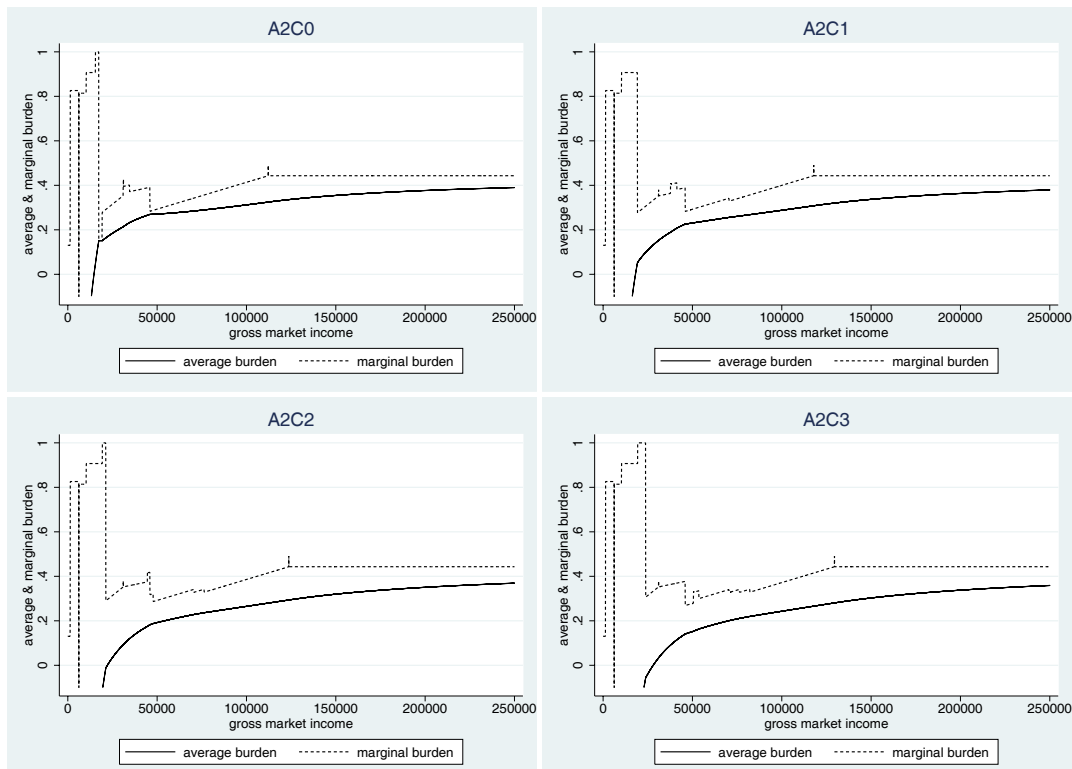 A2C0
average & marginal burden
0 .2 .4 .6 .8 1
0 50000 100000 150000 200000 250000
gross market income
average burden marginal burden
A2C1
average & marginal burden
0 .2 .4 .6 .8 1
0 50000 100000 150000 200000 250000
gross market income
average burden marginal burden
A2C2
average & marginal burden
0 .2 .4 .6 .8 1
0 50000 100000 150000 200000 250000
gross market income
average burden marginal burden
A2C3
average & marginal burden
0 .2 .4 .6 .8 1
0 50000 100000 150000 200000 250000
gross market income
average burden marginal burden